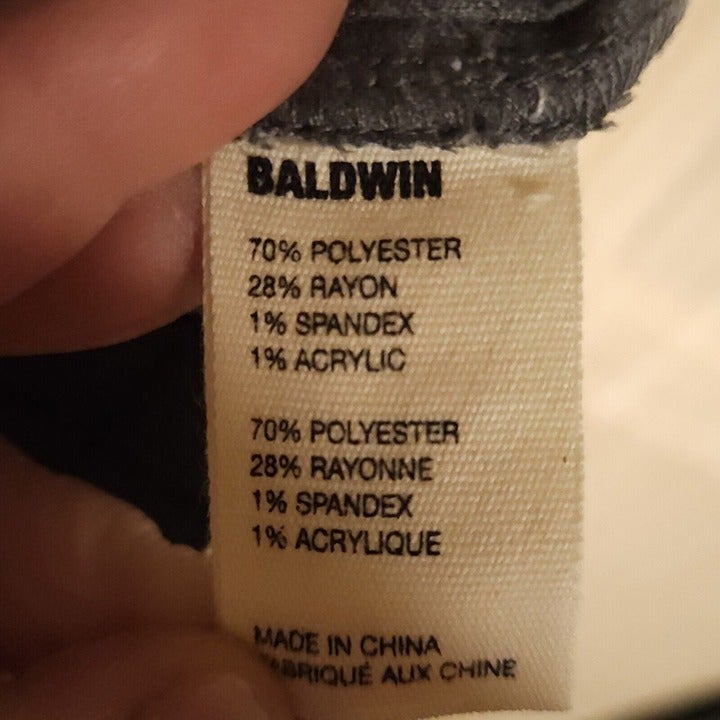 BALDWIN
70% POLYESTER
28% RAYON
1% SPANDEX
1% ACRYLIC
70% POLYESTER
28% RAYONNE
1% SPANDEX
1% ACRYLIQUE
MADE IN CHINA
FABRIQUÉ AUX CHINE